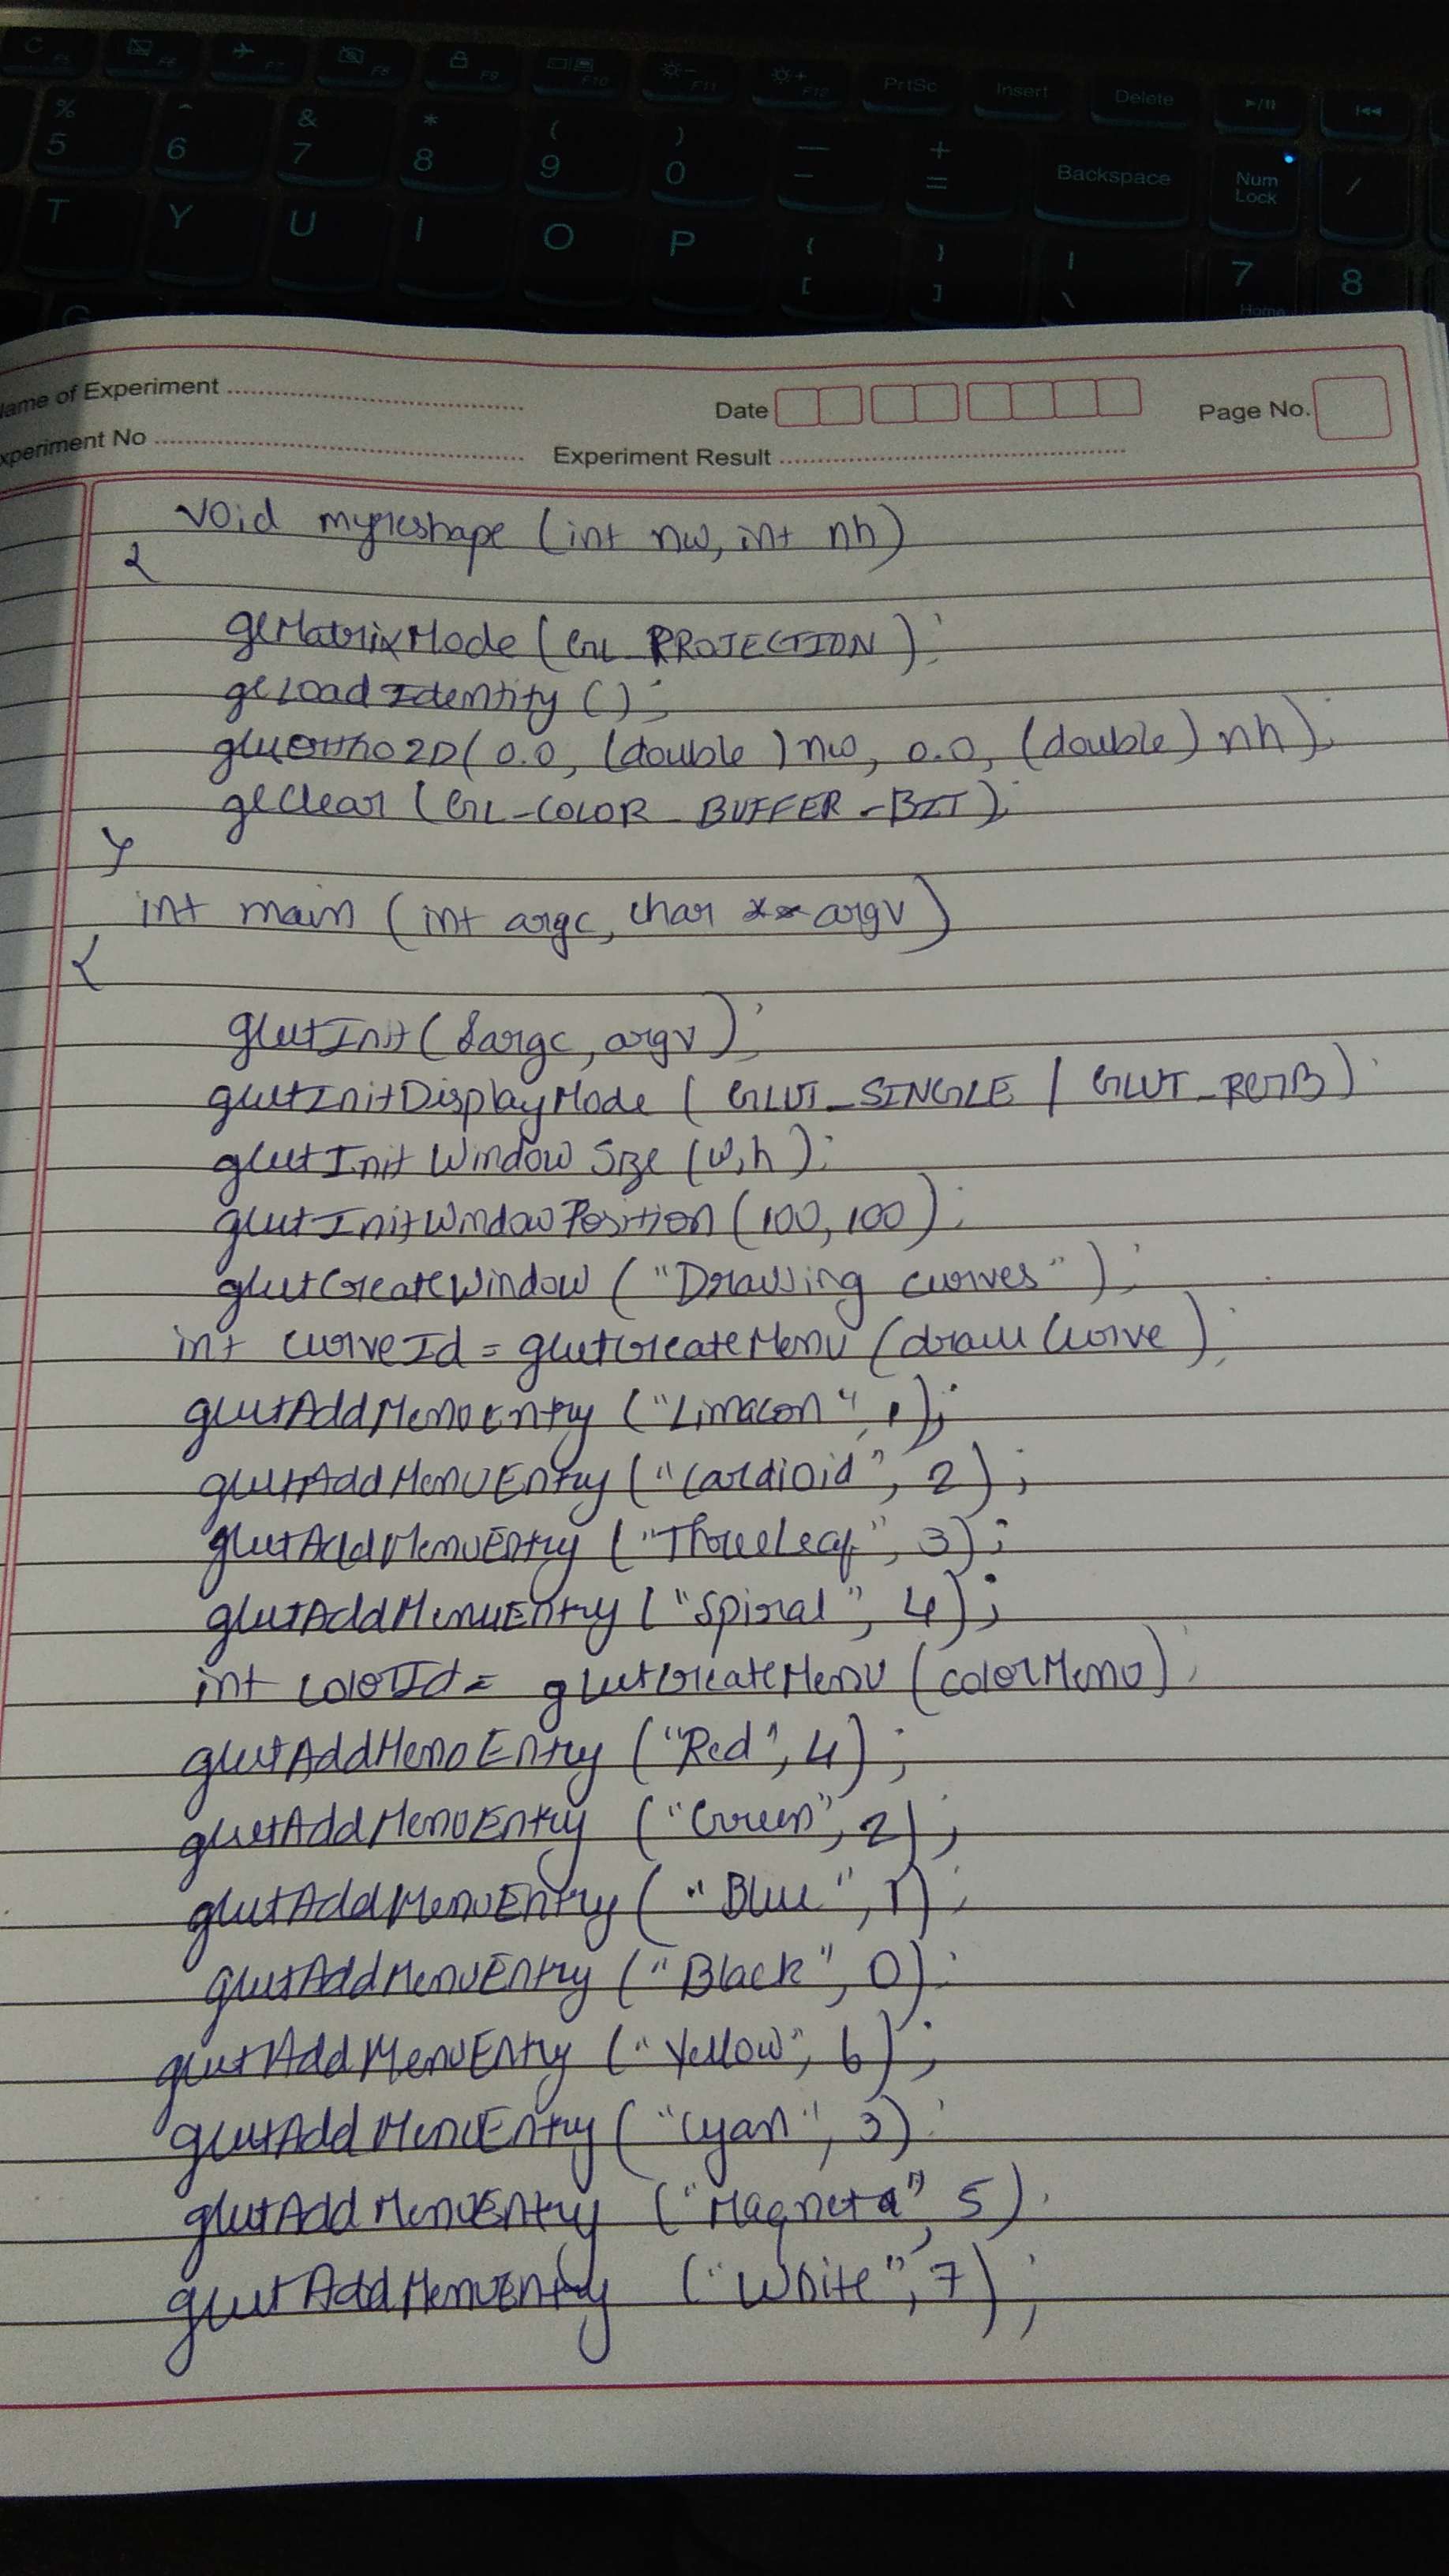 C F5 F6 F7 F8 F9 F10 F11 F12 PrtSc Insert Delete
% 5 ^ 6 & 7 * 8 ( 9 ) 0 — - + = Backspace Num Lock /
T Y U I O P { [ } ] | \ 7 Home 8
G
Name of Experiment
Date
Page No.
Experiment No
Experiment Result
void myreshape (int nw, int nh)
{
glMatrixMode (GL_PROJECTION);
glLoadIdentity ();
gluOrtho2D(0.0, (double) nw, 0.0, (double) nh);
glClear (GL-COLOR_BUFFER-BIT);
}
int main (int argc, char ** argv)
{
glutInit(&argc, argv);
glutInitDisplayMode (GLUT_SINGLE | GLUT_RGB);
glutInitWindowSize (w,h);
glutInitWindowPosition (100, 100);
glutCreateWindow ("Drawing curves");
int curveId = glutCreateMenu (drawCurve);
glutAddMenuEntry ("Limacon", 1);
glutAddMenuEntry ("Cardioid", 2);
glutAddMenuEntry ("ThreeLeaf", 3);
glutAddMenuEntry ("Spiral", 4);
int colorId = glutCreateMenu (colorMenu);
glutAddMenuEntry ("Red", 4);
glutAddMenuEntry ("Green", 2);
glutAddMenuEntry ("Blue", 1);
glutAddMenuEntry ("Black", 0);
glutAddMenuEntry ("Yellow", 6);
glutAddMenuEntry ("Cyan", 3);
glutAddMenuEntry ("Magneta", 5);
glutAddMenuEntry ("White", 7);